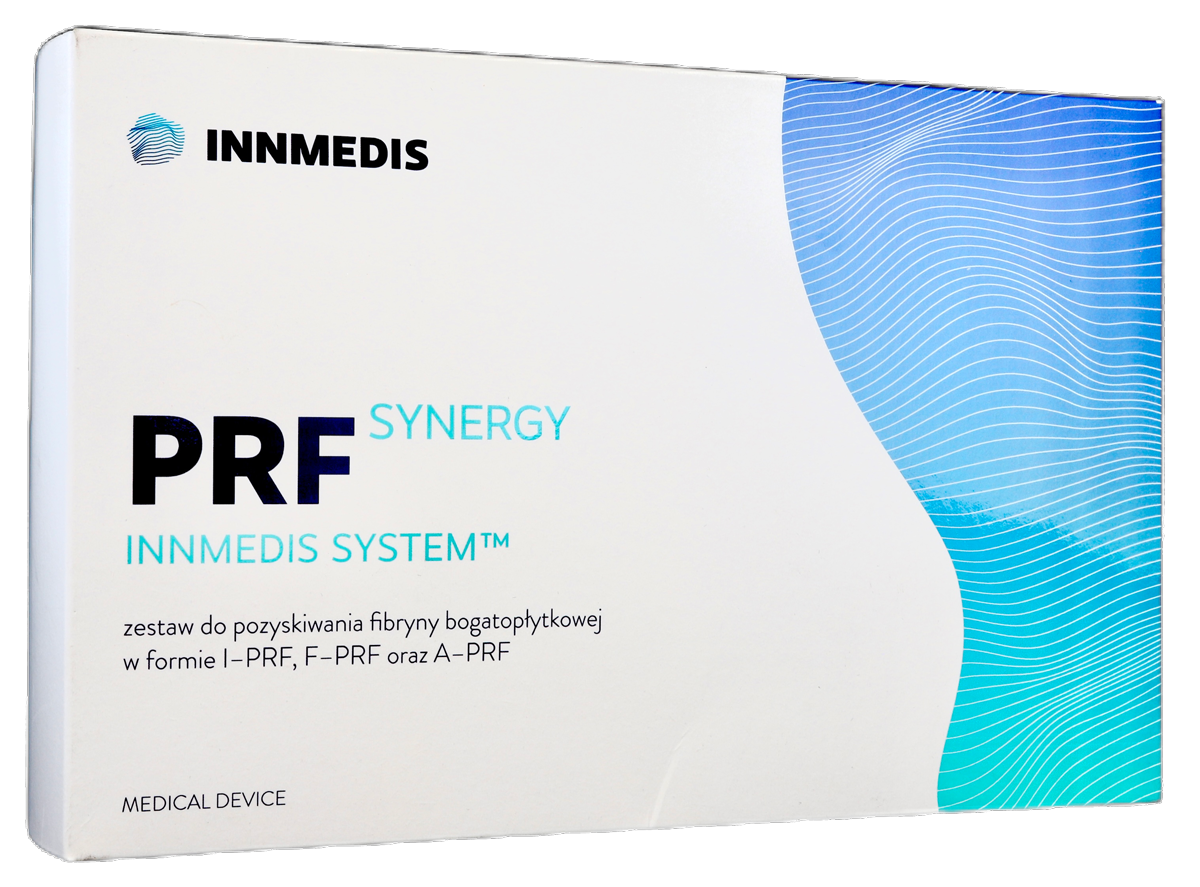 INNMEDIS
PRF SYNERGY
INNMEDIS SYSTEM™
zestaw do pozyskiwania fibryny bogatopłytkowej
w formie I–PRF, F–PRF oraz A–PRF
MEDICAL DEVICE